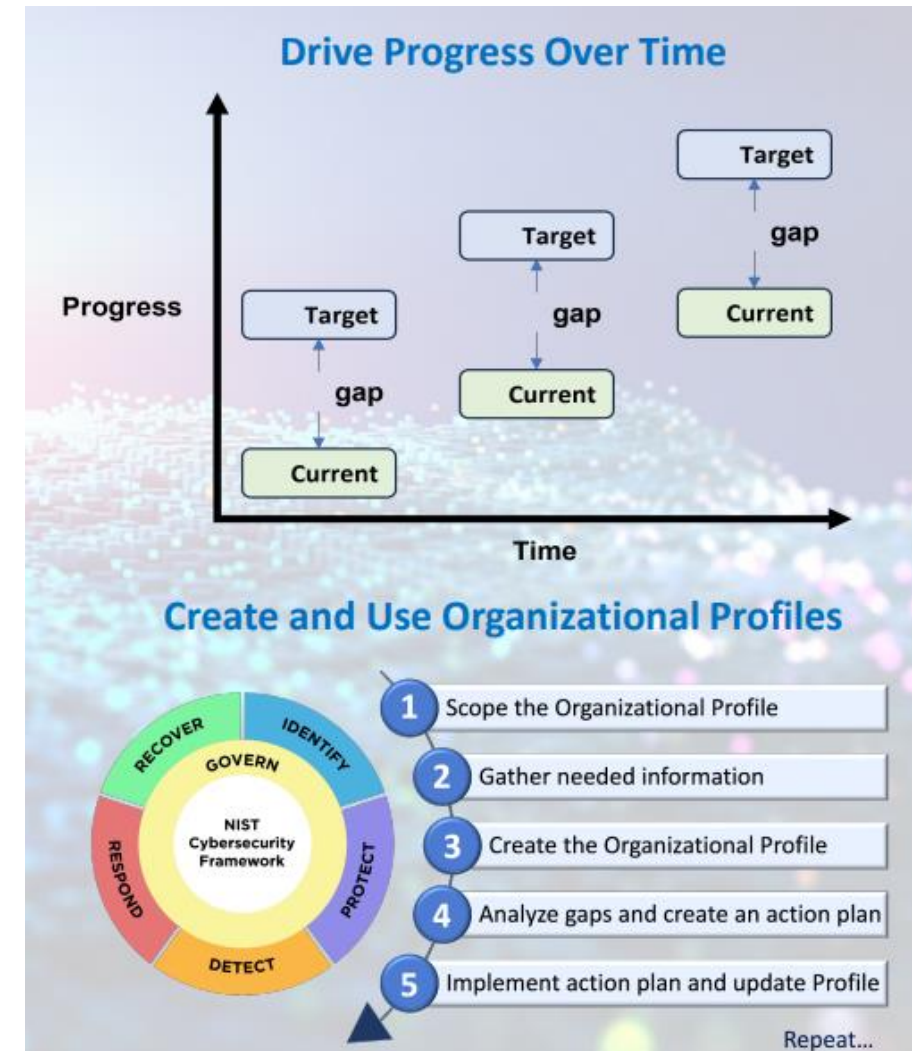 Drive Progress Over Time
Target
Target
gap
Target
Current
Progress
gap
Target
Current
gap
Current
Time
Create and Use Organizational Profiles
RECOVER
IDENTIFY
GOVERN
NIST
Cybersecurity
Framework
RESPOND
PROTECT
DETECT
1 Scope the Organizational Profile
2 Gather needed information
3 Create the Organizational Profile
4 Analyze gaps and create an action plan
5 Implement action plan and update Profile
Repeat...